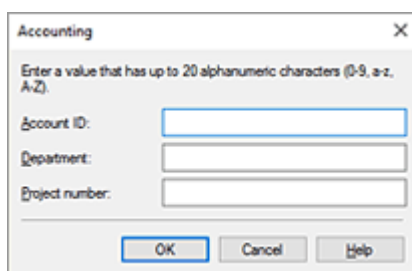 Accounting
Enter a value that has up to 20 alphanumeric characters (0-9, a-z,
A-Z).
Account ID:
Department:
Project number:
OK Cancel Help